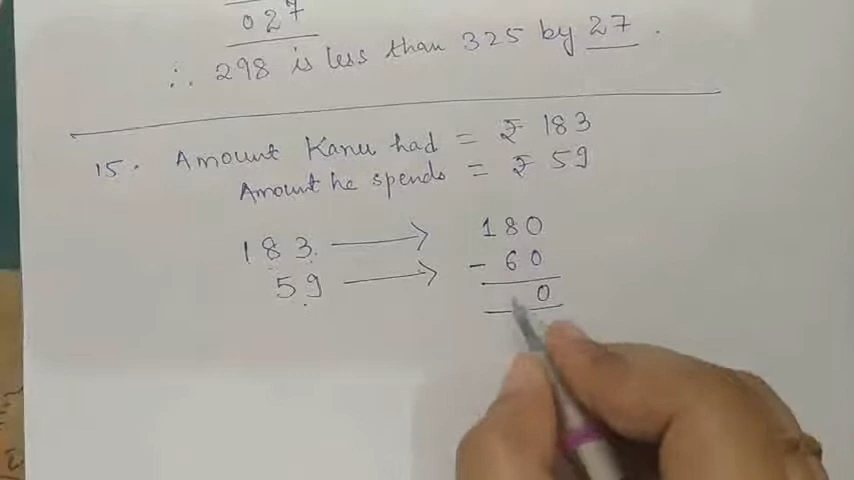 027
∴ 298 is less than 325 by 27 .
15. Amount Kanu had = ₹ 183
Amount he spends = ₹ 59
183 → 180
59 → - 60
0